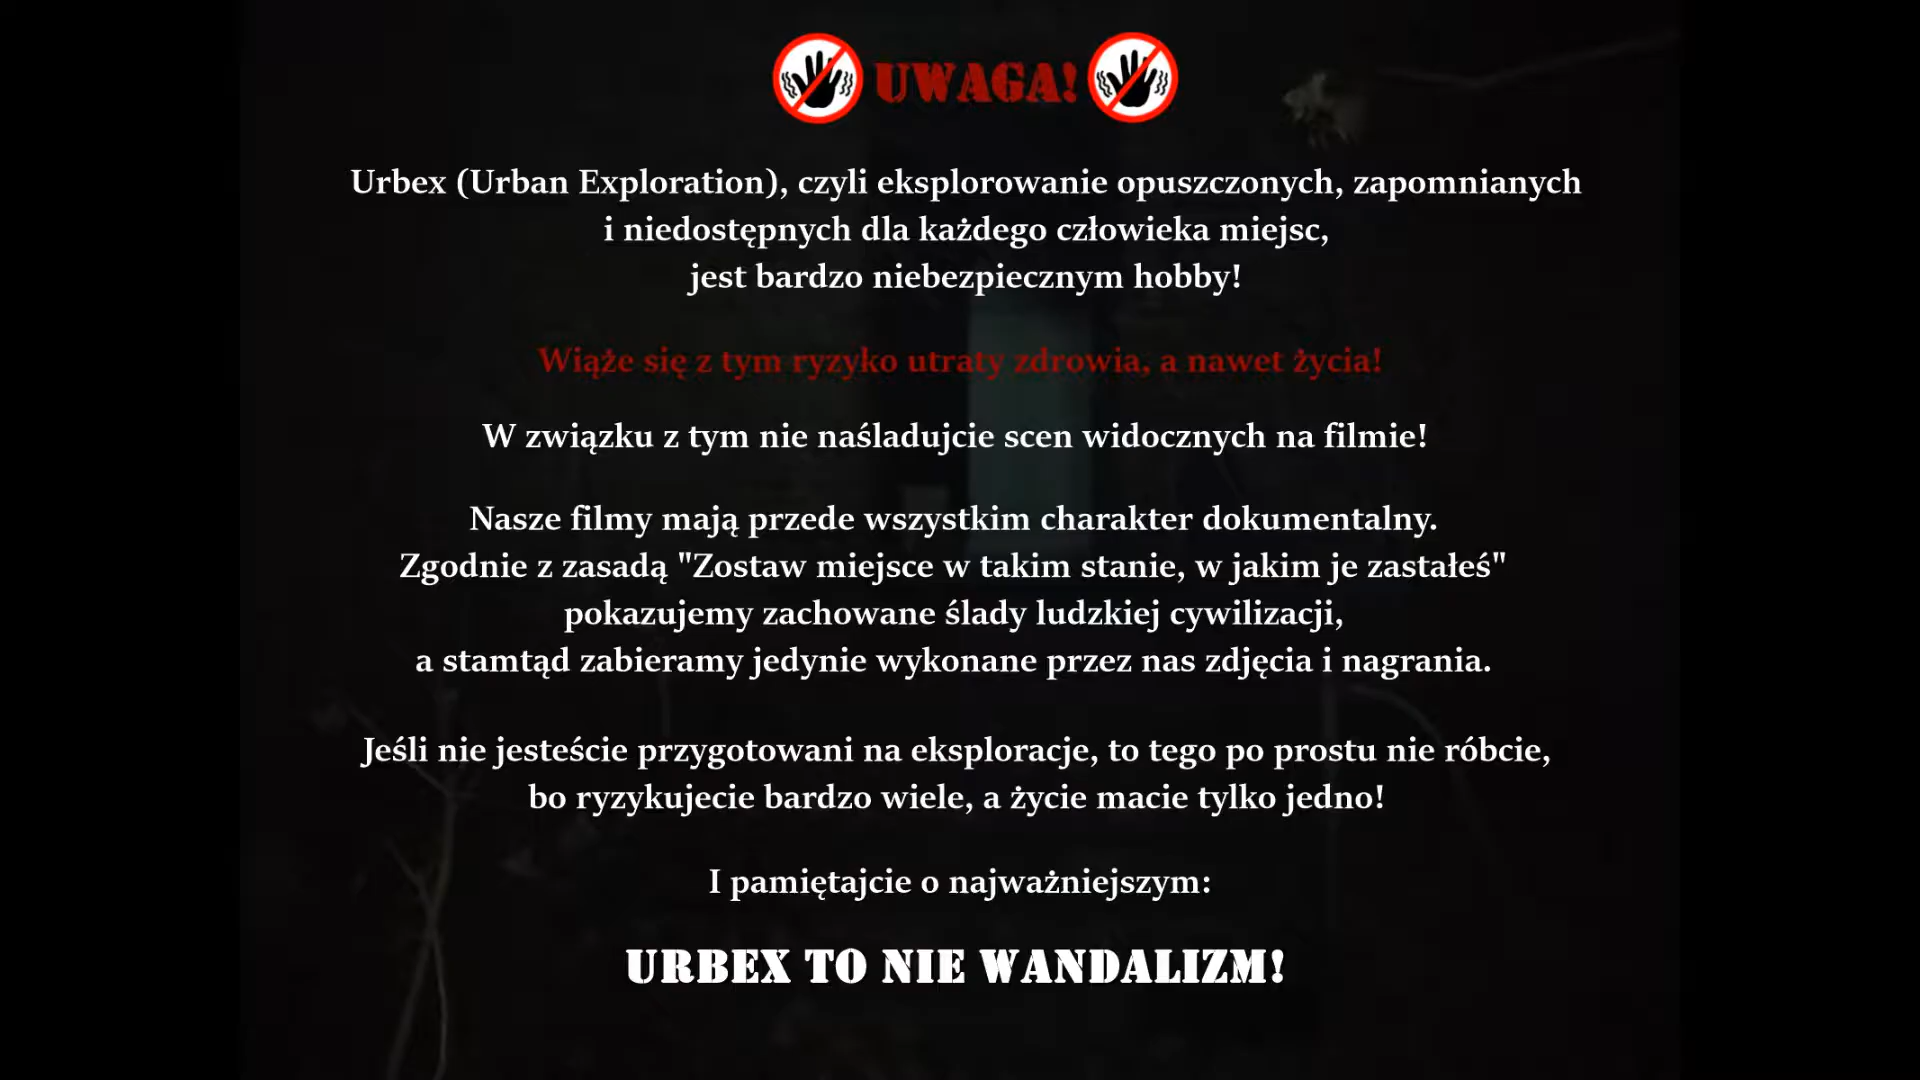 UWAGA!
Urbex (Urban Exploration), czyli eksplorowanie opuszczonych, zapomnianych
i niedostępnych dla każdego człowieka miejsc,
jest bardzo niebezpiecznym hobby!
Wiąże się z tym ryzyko utraty zdrowia, a nawet życia!
W związku z tym nie naśladujcie scen widocznych na filmie!
Nasze filmy mają przede wszystkim charakter dokumentalny.
Zgodnie z zasadą "Zostaw miejsce w takim stanie, w jakim je zastałeś"
pokazujemy zachowane ślady ludzkiej cywilizacji,
a stamtąd zabieramy jedynie wykonane przez nas zdjęcia i nagrania.
Jeśli nie jesteście przygotowani na eksploracje, to tego po prostu nie róbcie,
bo ryzykujecie bardzo wiele, a życie macie tylko jedno!
I pamiętajcie o najważniejszym:
URBEX TO NIE WANDALIZM!